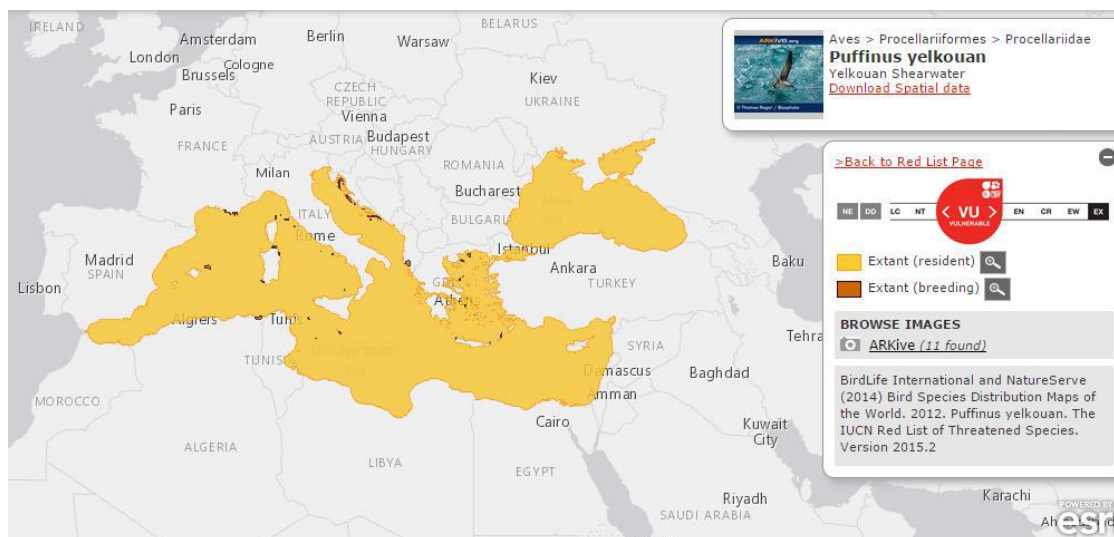 IRELAND
BELARUS
Amsterdam
Berlin
Warsaw
London
Cologne
Brussels
Kiev
CZECH
REPUBLIC
UKRAINE
Paris
Vienna
AUSTRIA
Budapest
HUNGARY
FRANCE
ROMANIA
Milan
Bucharest
ITALY
BULGARI
Rome
Istanbul
Madrid
SPAIN
Ankara
Baku
TURKEY
Lisbon
Athens
Algiers
Tunis
Tehra
TUNIS
SYRIA
Damascus
Baghdad
Amman
MOROCCO
Cairo
Kuwait
City
ALGERIA
LIBYA
EGYPT
Riyadh
SAUDI ARABIA
Karachi
ARKive.org
Aves > Procellariiformes > Procellariidae
Puffinus yelkouan
Yelkouan Shearwater
Download Spatial data
>Back to Red List Page
NE DD LC NT < VU > EN CR EW EX
VULNERABLE
Extant (resident)
Extant (breeding)
BROWSE IMAGES
ARKive (11 found)
BirdLife International and NatureServe
(2014) Bird Species Distribution Maps of
the World. 2012. Puffinus yelkouan. The
IUCN Red List of Threatened Species.
Version 2015.2
POWERED BY
esri